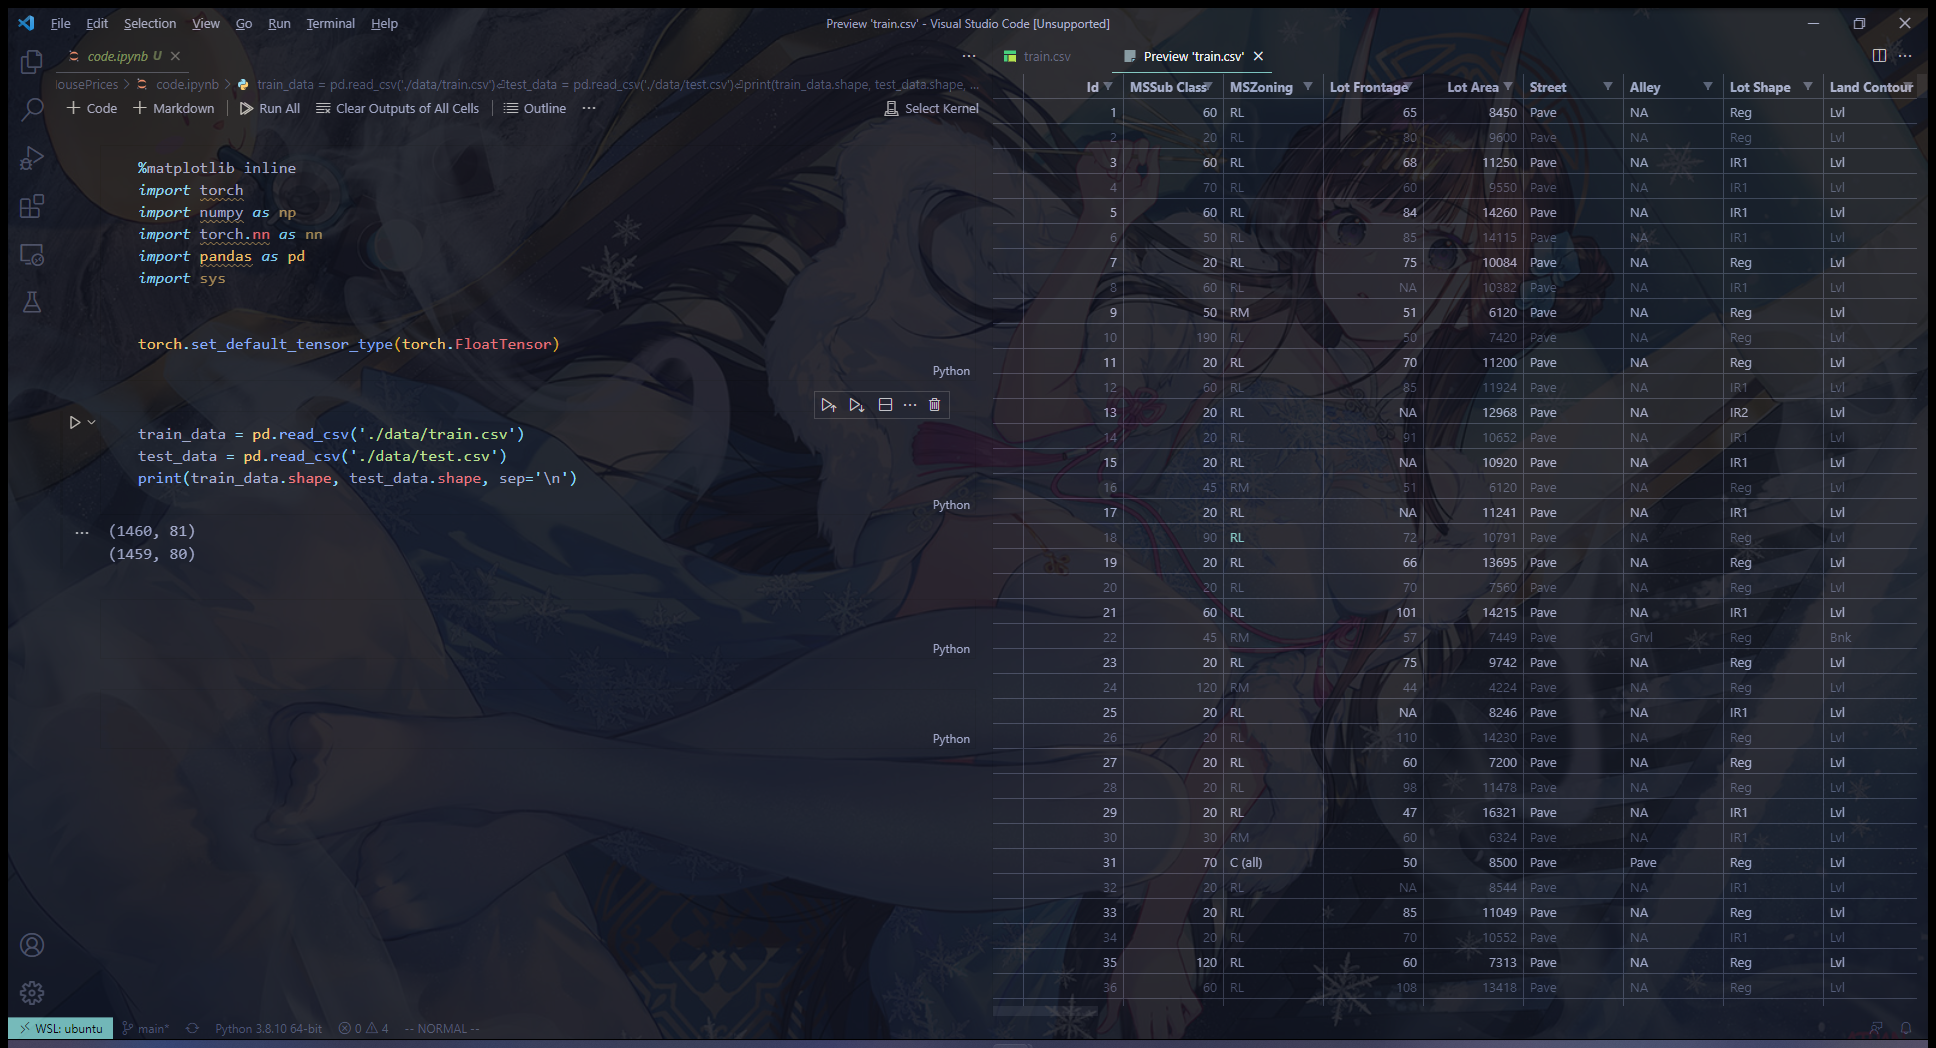 File Edit Selection View Go Run Terminal Help
Preview 'train.csv' - Visual Studio Code [Unsupported]
code.ipynb U
ousePrices > code.ipynb > train_data = pd.read_csv('./data/train.csv')⏎test_data = pd.read_csv('./data/test.csv')⏎print(train_data.shape, test_data.shape, ...
+ Code + Markdown Run All Clear Outputs of All Cells Outline ... Select Kernel
%matplotlib inline
import torch
import numpy as np
import torch.nn as nn
import pandas as pd
import sys
torch.set_default_tensor_type(torch.FloatTensor)
Python
train_data = pd.read_csv('./data/train.csv')
test_data = pd.read_csv('./data/test.csv')
print(train_data.shape, test_data.shape, sep='\n')
Python
(1460, 81)
(1459, 80)
Python
Python
train.csv Preview 'train.csv'
Id MSSub Class MSZoning Lot Frontage Lot Area Street Alley Lot Shape Land Contour
1 60 RL 65 8450 Pave NA Reg Lvl
2 20 RL 80 9600 Pave NA Reg Lvl
3 60 RL 68 11250 Pave NA IR1 Lvl
4 70 RL 60 9550 Pave NA IR1 Lvl
5 60 RL 84 14260 Pave NA IR1 Lvl
6 50 RL 85 14115 Pave NA IR1 Lvl
7 20 RL 75 10084 Pave NA Reg Lvl
8 60 RL NA 10382 Pave NA IR1 Lvl
9 50 RM 51 6120 Pave NA Reg Lvl
10 190 RL 50 7420 Pave NA Reg Lvl
11 20 RL 70 11200 Pave NA Reg Lvl
12 60 RL 85 11924 Pave NA IR1 Lvl
13 20 RL NA 12968 Pave NA IR2 Lvl
14 20 RL 91 10652 Pave NA IR1 Lvl
15 20 RL NA 10920 Pave NA IR1 Lvl
16 45 RM 51 6120 Pave NA Reg Lvl
17 20 RL NA 11241 Pave NA IR1 Lvl
18 90 RL 72 10791 Pave NA Reg Lvl
19 20 RL 66 13695 Pave NA Reg Lvl
20 20 RL 70 7560 Pave NA Reg Lvl
21 60 RL 101 14215 Pave NA IR1 Lvl
22 45 RM 57 7449 Pave Grvl Reg Bnk
23 20 RL 75 9742 Pave NA Reg Lvl
24 120 RM 44 4224 Pave NA Reg Lvl
25 20 RL NA 8246 Pave NA IR1 Lvl
26 20 RL 110 14230 Pave NA Reg Lvl
27 20 RL 60 7200 Pave NA Reg Lvl
28 20 RL 98 11478 Pave NA Reg Lvl
29 20 RL 47 16321 Pave NA IR1 Lvl
30 30 RM 60 6324 Pave NA IR1 Lvl
31 70 C (all) 50 8500 Pave Pave Reg Lvl
32 20 RL NA 8544 Pave NA IR1 Lvl
33 20 RL 85 11049 Pave NA Reg Lvl
34 20 RL 70 10552 Pave NA IR1 Lvl
35 120 RL 60 7313 Pave NA Reg Lvl
36 60 RL 108 13418 Pave NA Reg Lvl
WSL: ubuntu main* Python 3.8.10 64-bit 0 4 -- NORMAL --